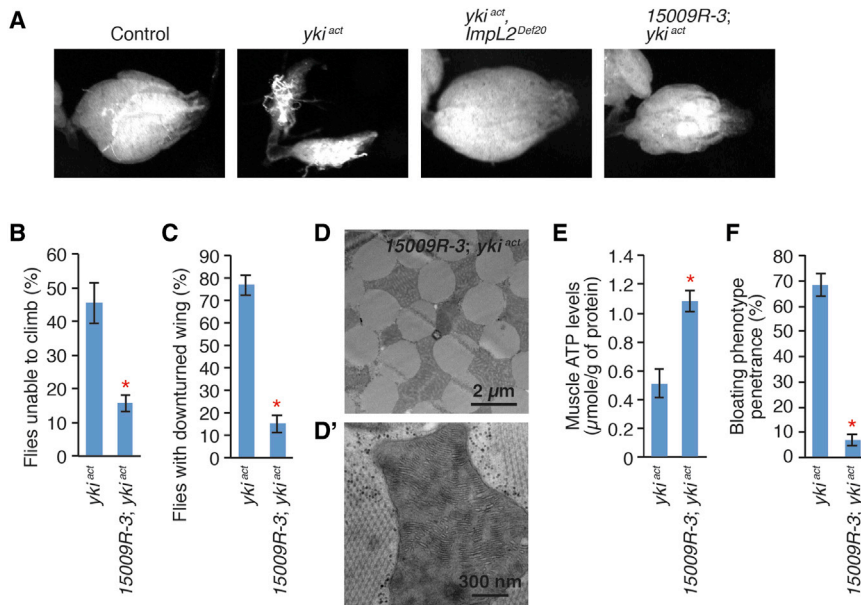 A
Control
yki act
yki act,
ImpL2 Def20
15009R-3;
yki act
B
Flies unable to climb (%)
60
50
40
30
20
10
0
yki act
15009R-3; yki act
*
C
Flies with downturned wing (%)
90
80
70
60
50
40
30
20
10
0
yki act
15009R-3; yki act
*
D
15009R-3; yki act
2 µm
D'
300 nm
E
Muscle ATP levels
(µmole/g of protein)
1.4
1.2
1.0
0.8
0.6
0.4
0.2
0
yki act
15009R-3; yki act
*
F
Bloating phenotype
penetrance (%)
80
70
60
50
40
30
20
10
0
yki act
15009R-3; yki act
*